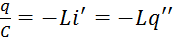 q/C = −Li′ = −Lq′′